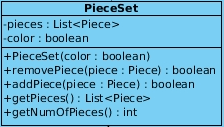 PieceSet
-pieces : List<Piece>
-color : boolean
+PieceSet(color : boolean)
+removePiece(piece : Piece) : boolean
+addPiece(piece : Piece) : boolean
+getPieces() : List<Piece>
+getNumOfPieces() : int